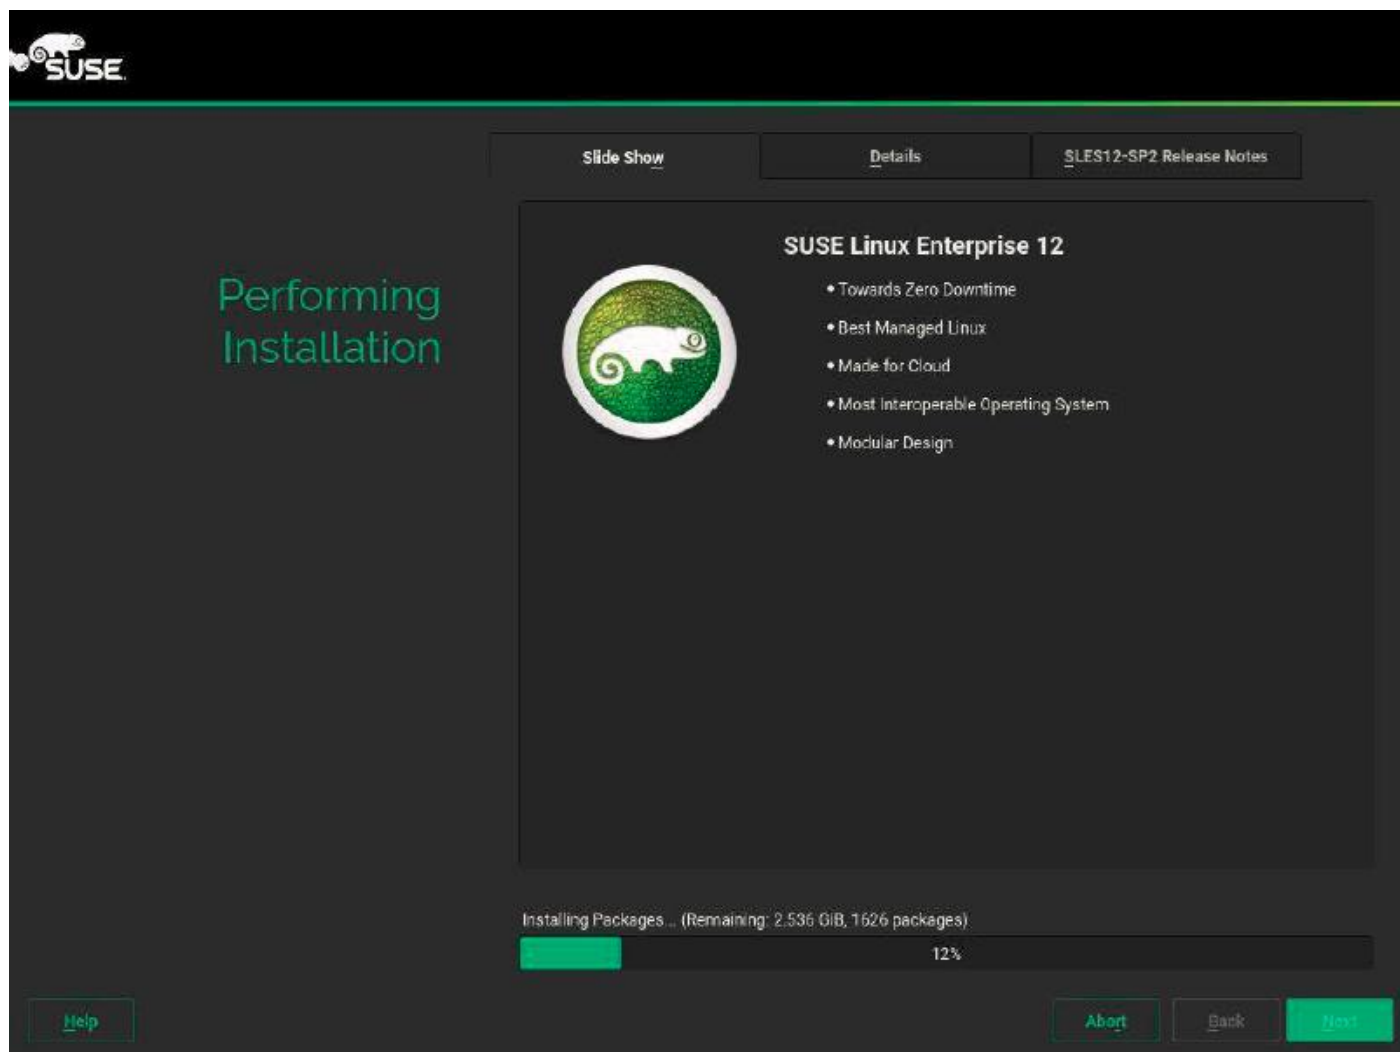 SUSE.
Slide Show
Details
SLES12-SP2 Release Notes
Performing
Installation
SUSE Linux Enterprise 12
• Towards Zero Downtime
• Best Managed Linux
• Made for Cloud
• Most Interoperable Operating System
• Modular Design
Installing Packages... (Remaining: 2.536 GiB, 1626 packages)
12%
Help
Abort
Back
Next